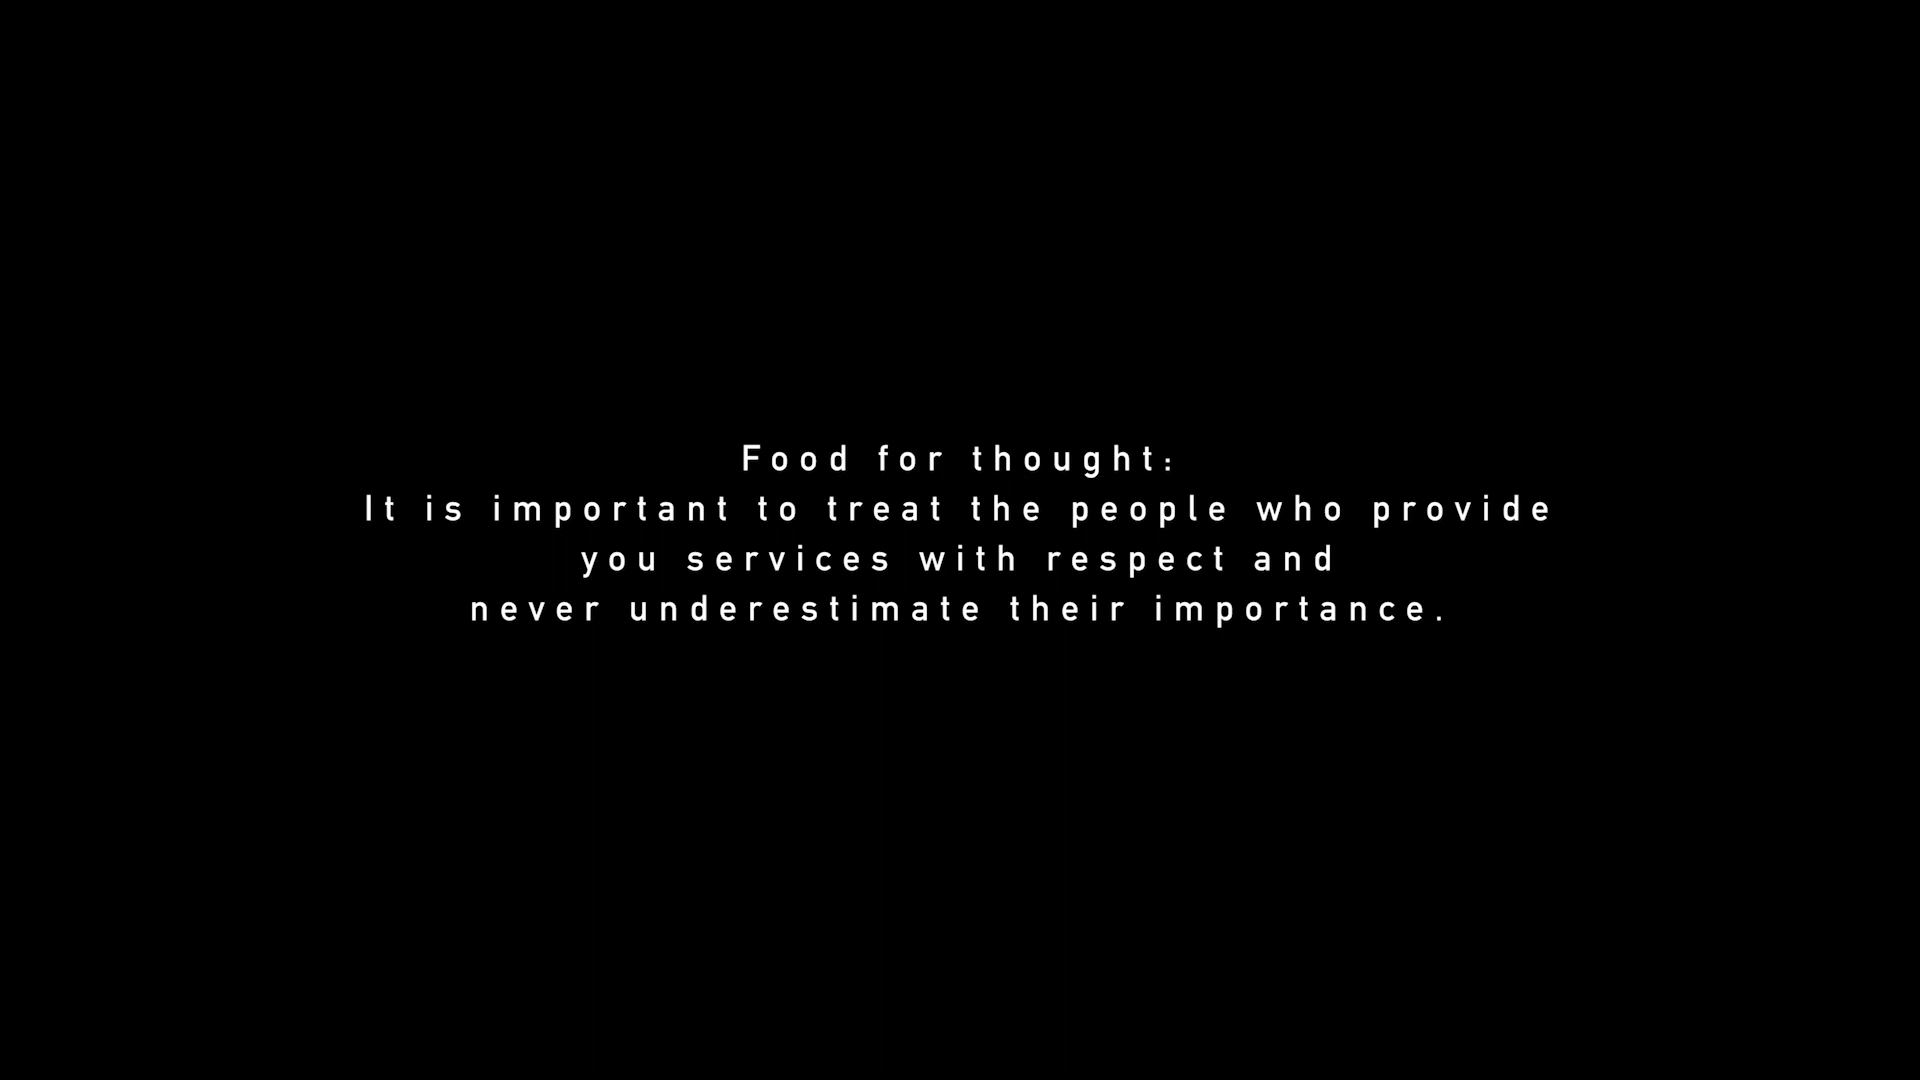 Food for thought:
It is important to treat the people who provide
you services with respect and
never underestimate their importance.